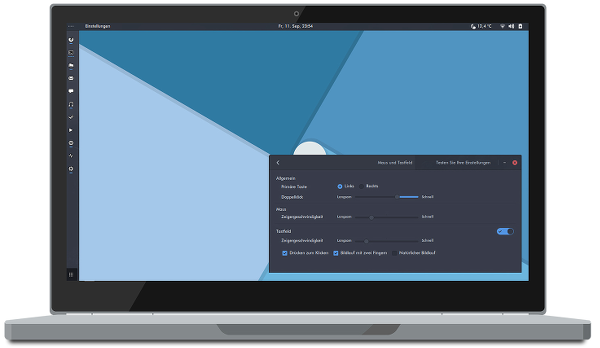 Einstellungen
Fr, 11. Sep, 23:54
13,4 °C
Maus und Tastfeld
Testen Sie Ihre Einstellungen
Allgemein
Primäre Taste
Links
Rechts
Doppelklick
Langsam
Schnell
Maus
Zeigergeschwindigkeit
Langsam
Schnell
Tastfeld
Zeigergeschwindigkeit
Langsam
Schnell
Drücken zum Klicken
Bildlauf mit zwei Fingern
Natürlicher Bildlauf